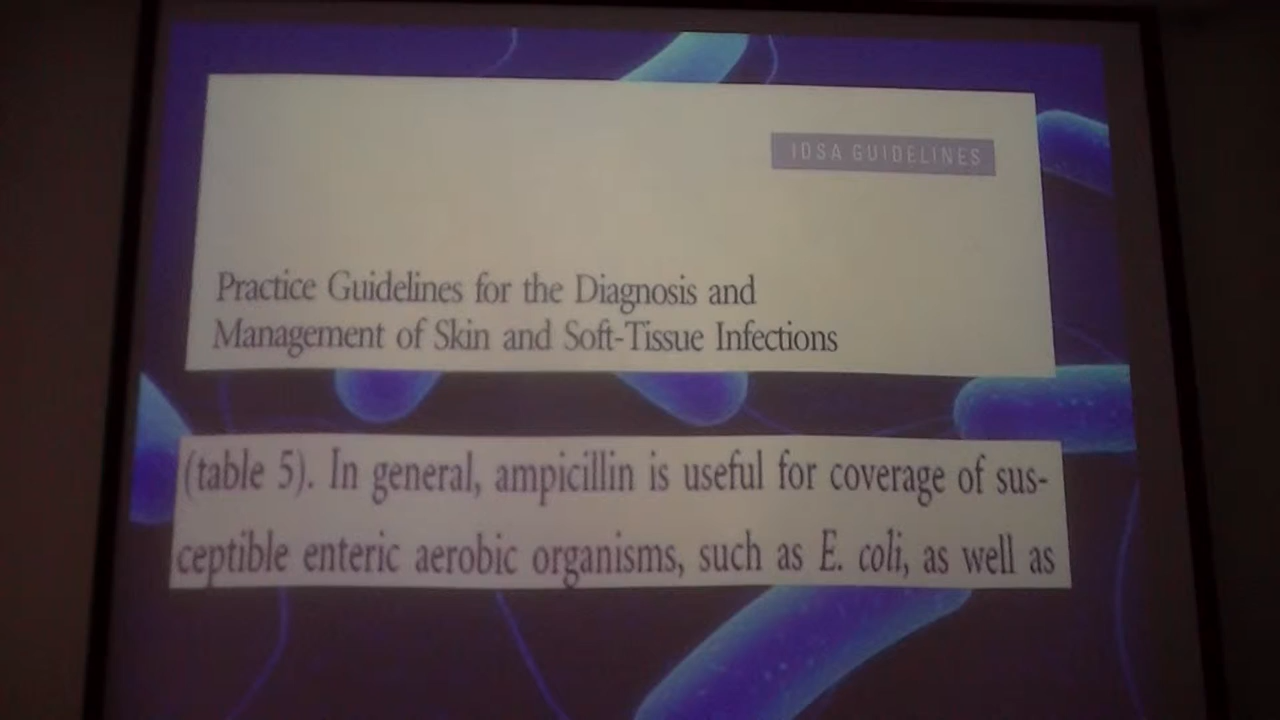 IDSA GUIDELINES
Practice Guidelines for the Diagnosis and
Management of Skin and Soft-Tissue Infections
(table 5). In general, ampicillin is useful for coverage of sus-
ceptible enteric aerobic organisms, such as E. coli, as well as